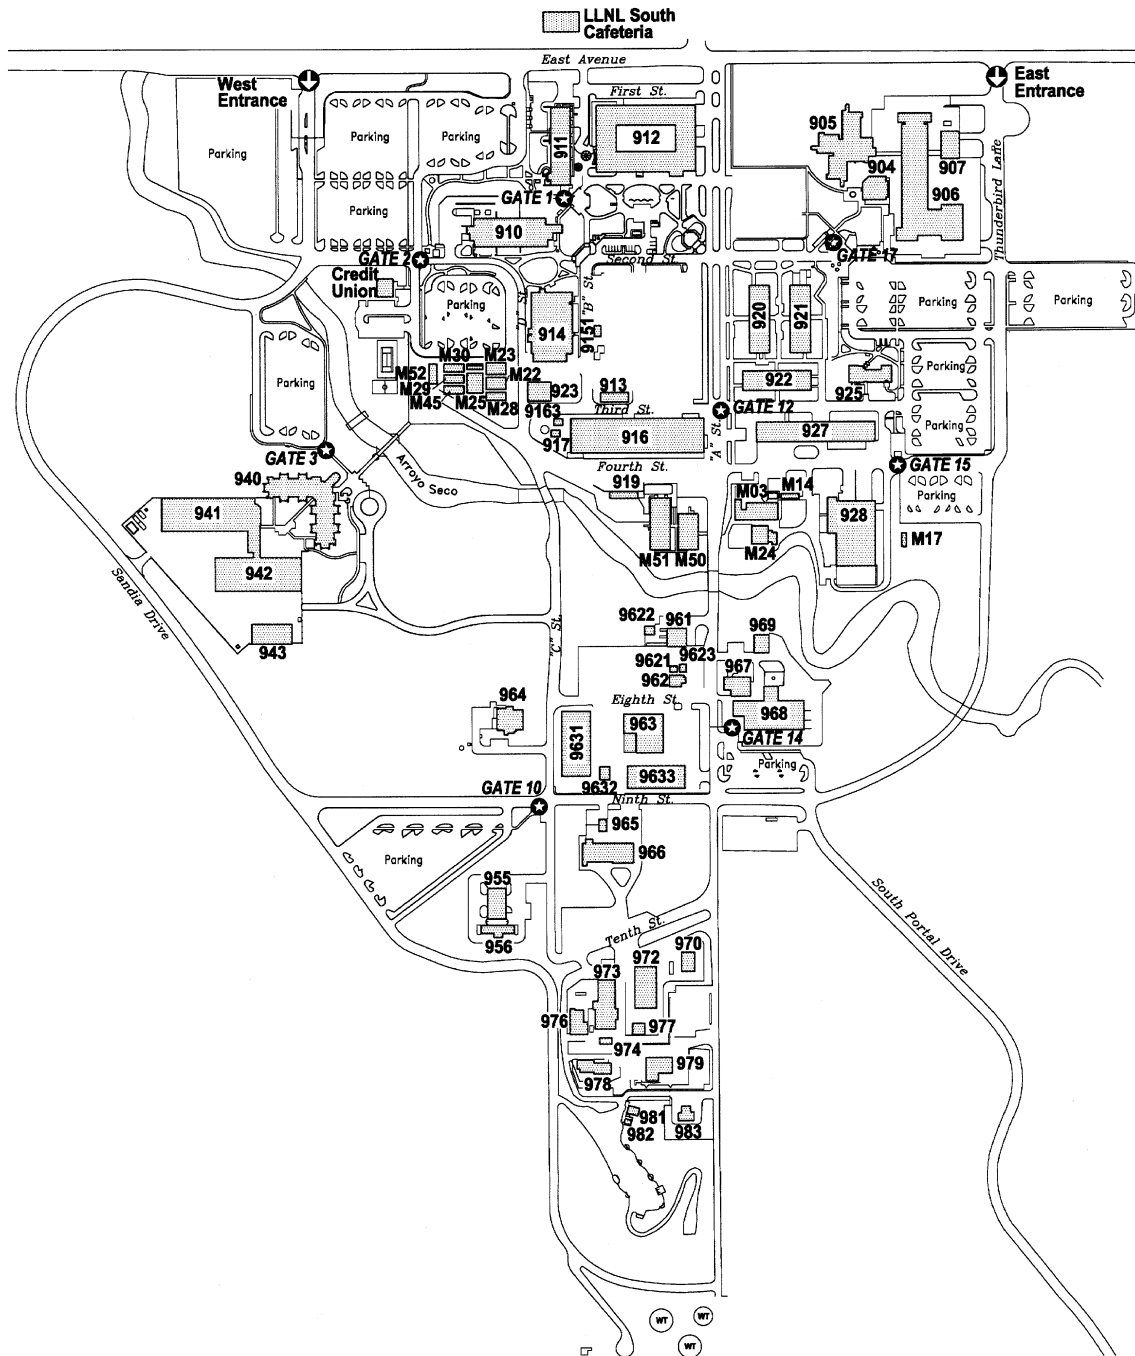 LLNL South
Cafeteria
East Avenue
West
Entrance
East
Entrance
First St.
Parking
Parking
Parking
911
912
905
904
907
906
Thunderbird Lane
GATE 1
Parking
910
GATE 2
Second St.
GATE 17
Credit
Union
Parking
"D" St.
"B" St.
914
915
920
921
Parking
Parking
M30
M23
M52
M29
M22
M45
M25
M28
923
9163
913
922
925
Parking
Parking
Third St.
GATE 12
917
916
"A" St.
927
Parking
GATE 3
Arroyo Seco
Fourth St.
GATE 15
940
919
M03
M14
Parking
941
928
M51
M50
M24
M17
942
Sandia Drive
943
"C" St.
9622
961
969
9621
9623
962
967
964
Eighth St.
963
968
9631
GATE 14
Parking
9632
9633
GATE 10
Ninth St.
965
966
Parking
955
956
South Portal Drive
Tenth St.
970
972
973
976
977
974
979
978
981
982
983
WT
WT
WT